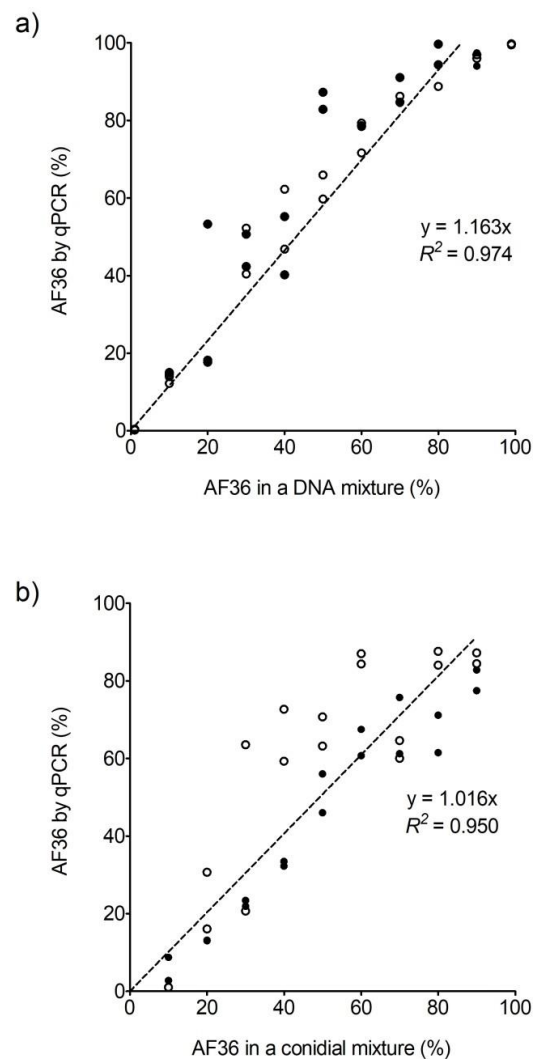 a)
100
80
60
40
20
0
AF36 by qPCR (%)
y = 1.163x
R² = 0.974
0 20 40 60 80 100
AF36 in a DNA mixture (%)
b)
100
80
60
40
20
0
AF36 by qPCR (%)
y = 1.016x
R² = 0.950
0 20 40 60 80 100
AF36 in a conidial mixture (%)